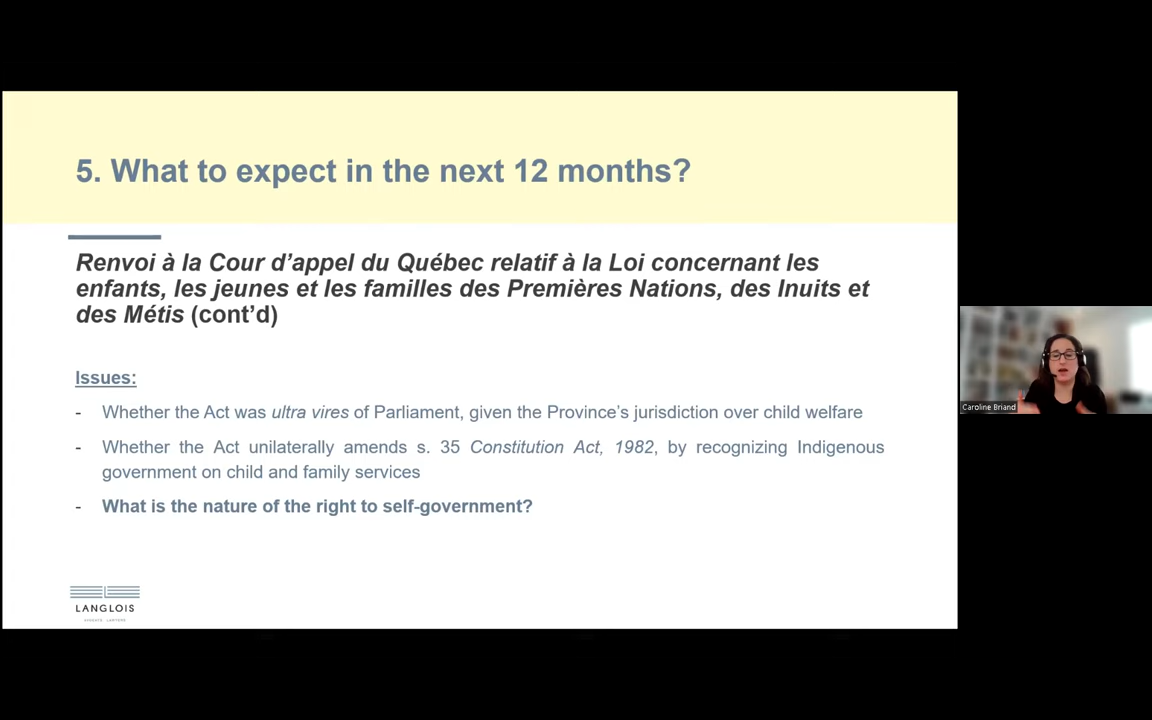 5. What to expect in the next 12 months?
Renvoi à la Cour d’appel du Québec relatif à la Loi concernant les
enfants, les jeunes et les familles des Premières Nations, des Inuits et
des Métis (cont’d)
Issues:
- Whether the Act was ultra vires of Parliament, given the Province’s jurisdiction over child welfare
- Whether the Act unilaterally amends s. 35 Constitution Act, 1982, by recognizing Indigenous
government on child and family services
- What is the nature of the right to self-government?
Caroline Briand
LANGLOIS